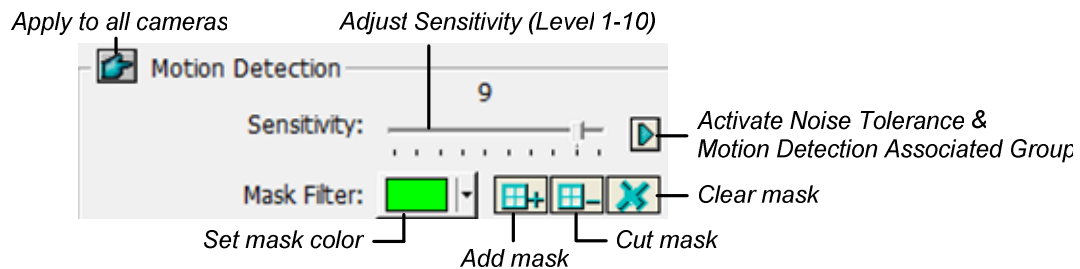 Apply to all cameras
Adjust Sensitivity (Level 1-10)
Motion Detection
9
Sensitivity:
Activate Noise Tolerance &
Motion Detection Associated Group
Mask Filter:
Clear mask
Set mask color
Cut mask
Add mask